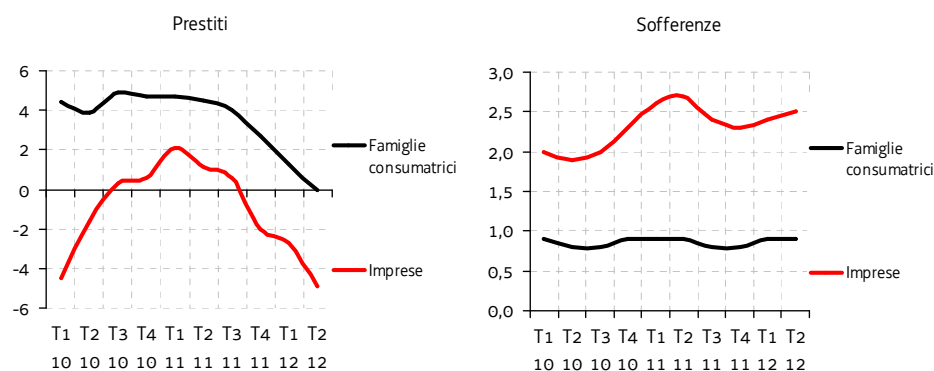 Prestiti
6
4
2
0
-2
-4
-6
T1 T2 T3 T4 T1 T2 T3 T4 T1 T2
10 10 10 10 11 11 11 11 12 12
Famiglie
consumatrici
Imprese
Sofferenze
3,0
2,5
2,0
1,5
1,0
0,5
0,0
T1 T2 T3 T4 T1 T2 T3 T4 T1 T2
10 10 10 10 11 11 11 11 12 12
Famiglie
consumatrici
Imprese